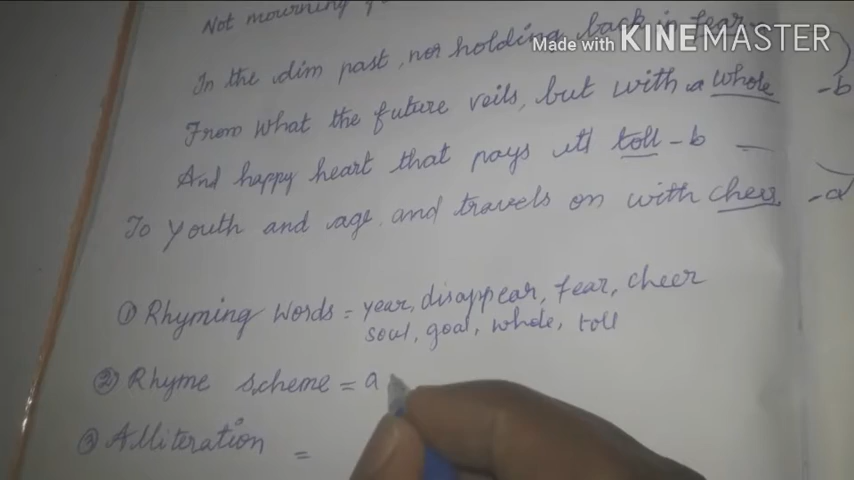 Not mourning
In the dim past, nor holding back in fear
Made with KINEMASTER
From what the future veils, but with a whole -b
And happy heart that pays its toll -b
To youth and age, and travels on with cheer -a
① Rhyming words = year, disappear, fear, cheer
soul, goal, whole, toll
② Rhyme scheme = a
③ Alliteration =